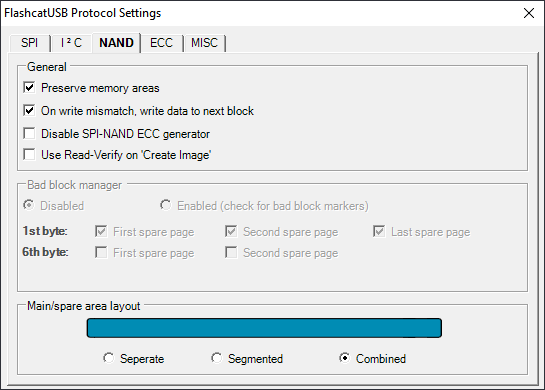 FlashcatUSB Protocol Settings
SPI I ² C NAND ECC MISC
General
Preserve memory areas
On write mismatch, write data to next block
Disable SPI-NAND ECC generator
Use Read-Verify on 'Create Image'
Bad block manager
Disabled Enabled (check for bad block markers)
1st byte: First spare page Second spare page Last spare page
6th byte: First spare page Second spare page
Main/spare area layout
Seperate Segmented Combined